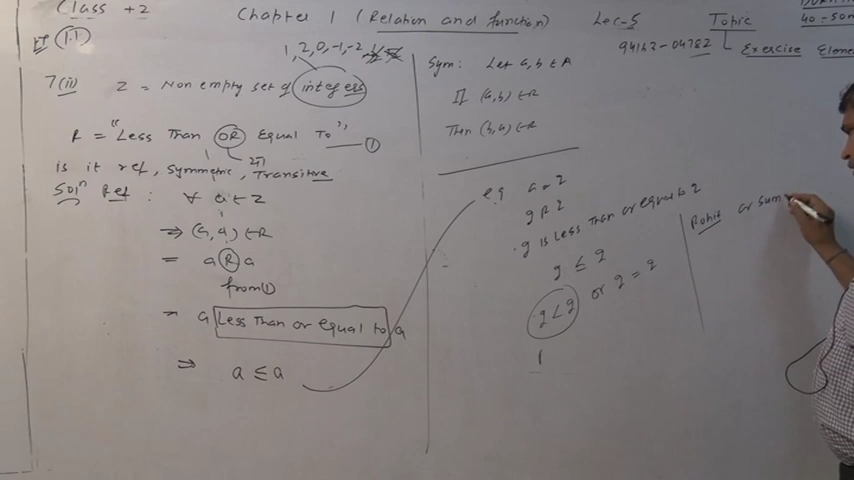 Class +2
Chapter 1 (Relation and function) Lec-5 Topic
94162-04782 Exercise
Ex 1.1
1, 2, 0, -1, -2
7(ii) Z = Non empty set of integers
R = "Less Than OR Equal To" ①
is it ref, symmetric, Transitive
Solⁿ Ref : ∀ a ∈ Z
⇒ (a, a) ∈ R
= a R a
from ①
= a Less Than or equal to a
⇒ a ≤ a
Sym: Let a, b ∈ A
If (a,b) ∈ R
Then (b,a) ∈ R
e.g a = 2
2 R 2
2 is Less Than or equal to 2
2 ≤ 2
2 < 2 or 2 = 2
Rohit or sum